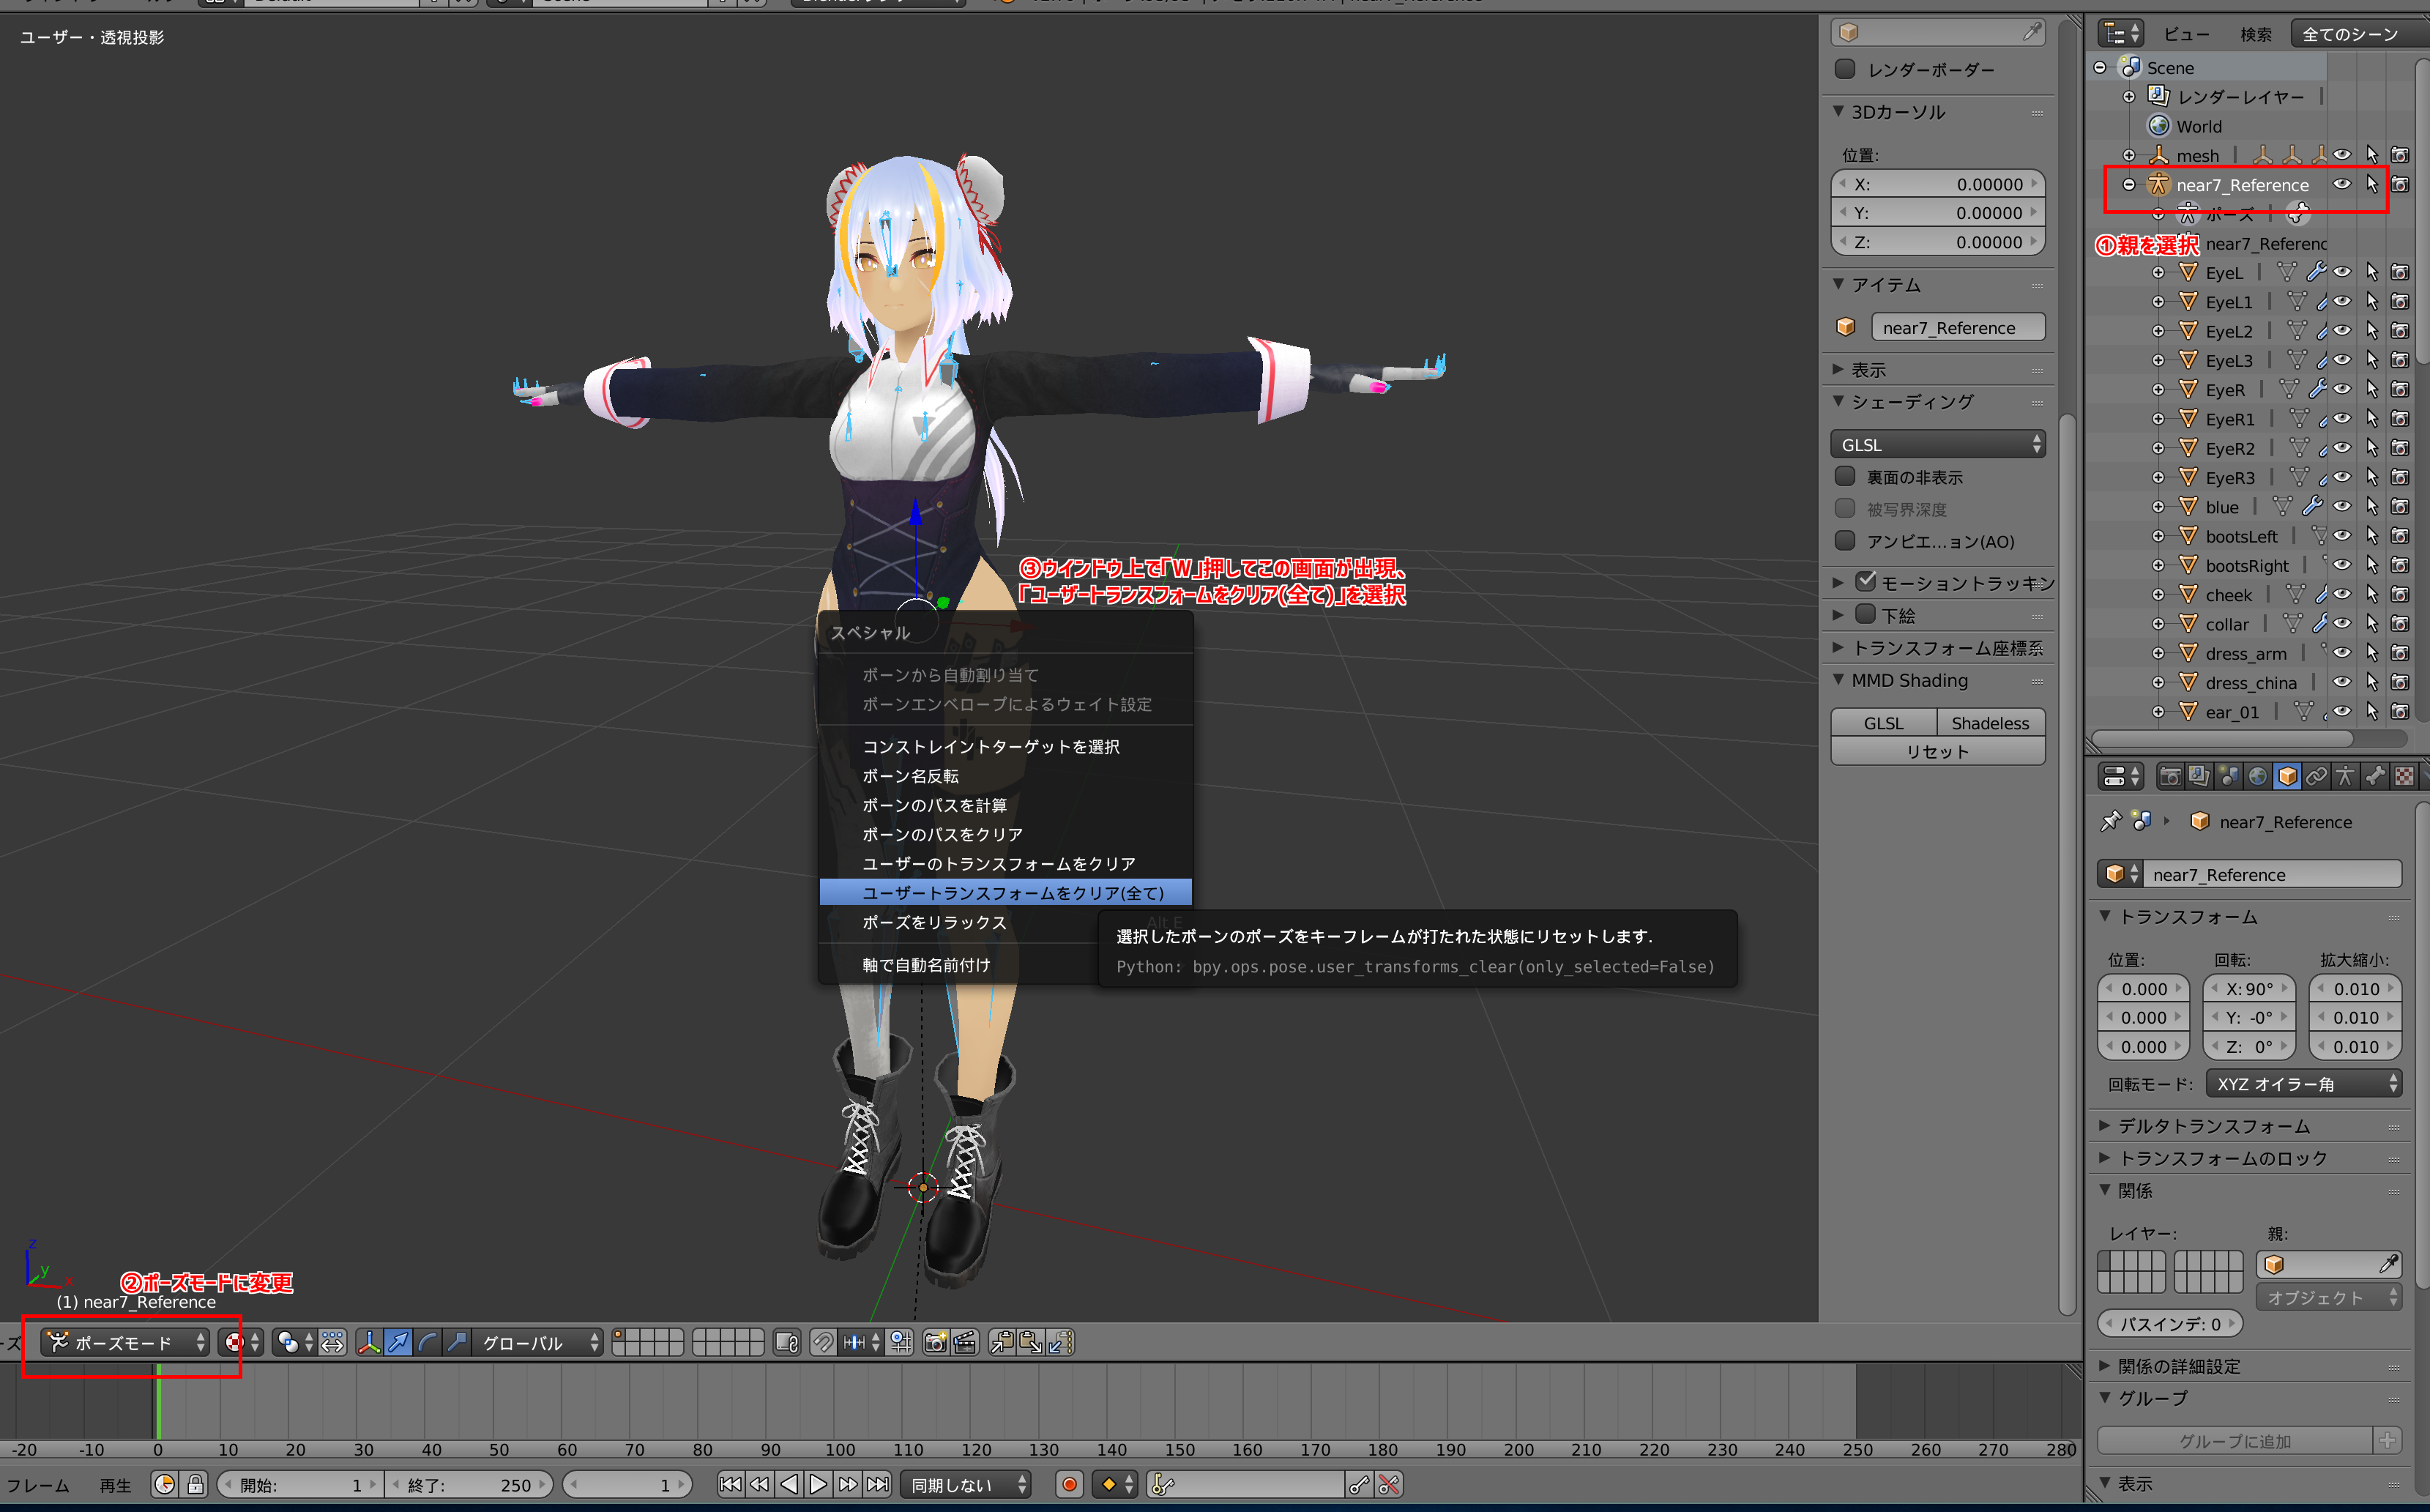 Default
Scene
near7_Reference
ユーザー・透視投影
レンダーボーダー
3Dカーソル
位置:
X: 0.00000
Y: 0.00000
Z: 0.00000
アイテム
near7_Reference
表示
シェーディング
GLSL
裏面の非表示
被写界深度
アンビエ...ョン(AO)
モーショントラッキン
下絵
トランスフォーム座標系
MMD Shading
GLSL Shadeless
リセット
③ウインドウ上で「W」押してこの画面が出現、
「ユーザートランスフォームをクリア(全て)」を選択
スペシャル
ボーンから自動割り当て
ボーンエンベロープによるウェイト設定
コンストレイントターゲットを選択
ボーン名反転
ボーンのパスを計算
ボーンのパスをクリア
ユーザーのトランスフォームをクリア
ユーザートランスフォームをクリア(全て)
ポーズをリラックス Alt E
軸で自動名前付け
選択したボーンのポーズをキーフレームが打たれた状態にリセットします.
Python: bpy.ops.pose.user_transforms_clear(only_selected=False)
z
y
x
②ポーズモードに変更
(1) near7_Reference
ーズ ポーズモード グローバル
-20 -10 0 10 20 30 40 50 60 70 80 90 100 110 120 130 140 150 160 170 180 190 200 210 220 230 240 250 260 270 280
フレーム 再生 開始: 1 終了: 250 1 同期しない
ビュー 検索 全てのシーン
Scene
レンダーレイヤー
World
mesh
near7_Reference
ポーズ
①親を選択
near7_Referenc
EyeL
EyeL1
EyeL2
EyeL3
EyeR
EyeR1
EyeR2
EyeR3
blue
bootsLeft
bootsRight
cheek
collar
dress_arm
dress_china
ear_01
near7_Reference
near7_Reference
トランスフォーム
位置: 回転: 拡大縮小:
0.000 X: 90° 0.010
0.000 Y: -0° 0.010
0.000 Z: 0° 0.010
回転モード: XYZ オイラー角
デルタトランスフォーム
トランスフォームのロック
関係
レイヤー: 親:
オブジェクト
パスインデ: 0
関係の詳細設定
グループ
グループに追加
表示